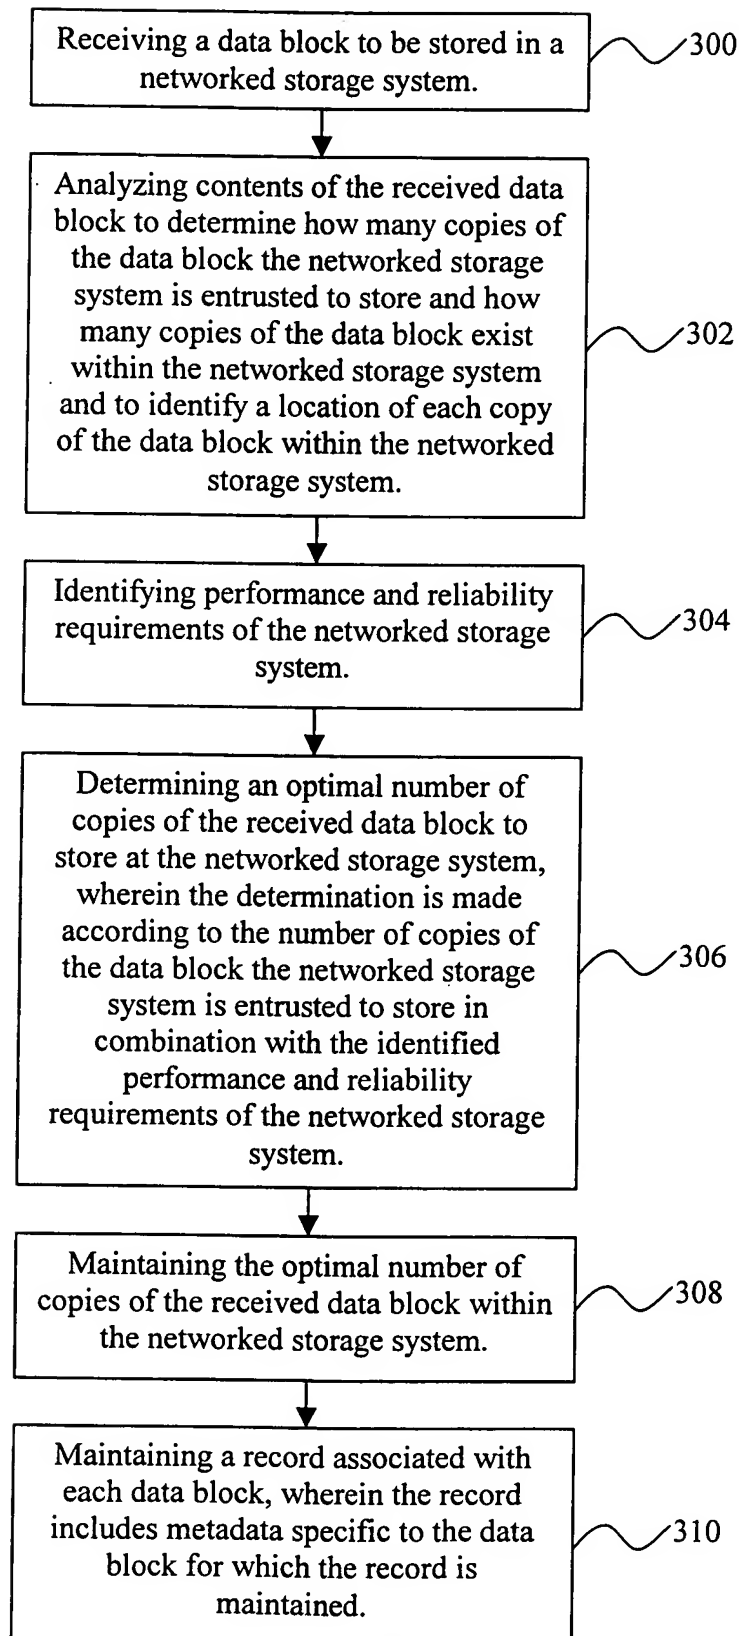 Receiving a data block to be stored in a
networked storage system.
300
Analyzing contents of the received data
block to determine how many copies of
the data block the networked storage
system is entrusted to store and how
many copies of the data block exist
within the networked storage system
and to identify a location of each copy
of the data block within the networked
storage system.
302
Identifying performance and reliability
requirements of the networked storage
system.
304
Determining an optimal number of
copies of the received data block to
store at the networked storage system,
wherein the determination is made
according to the number of copies of
the data block the networked storage
system is entrusted to store in
combination with the identified
performance and reliability
requirements of the networked storage
system.
306
Maintaining the optimal number of
copies of the received data block within
the networked storage system.
308
Maintaining a record associated with
each data block, wherein the record
includes metadata specific to the data
block for which the record is
maintained.
310